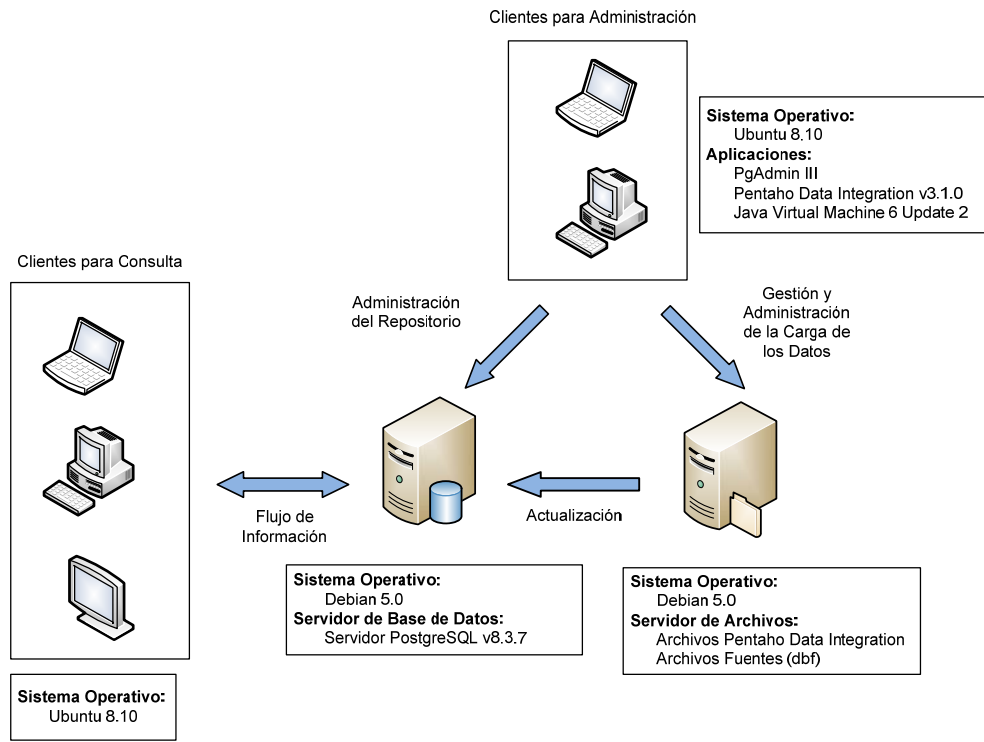 Clientes para Administración
Sistema Operativo:
Ubuntu 8.10
Aplicaciones:
PgAdmin III
Pentaho Data Integration v3.1.0
Java Virtual Machine 6 Update 2
Clientes para Consulta
Administración
del Repositorio
Gestión y
Administración
de la Carga de
los Datos
Flujo de
Información
Actualización
Sistema Operativo:
Debian 5.0
Servidor de Base de Datos:
Servidor PostgreSQL v8.3.7
Sistema Operativo:
Debian 5.0
Servidor de Archivos:
Archivos Pentaho Data Integration
Archivos Fuentes (dbf)
Sistema Operativo:
Ubuntu 8.10